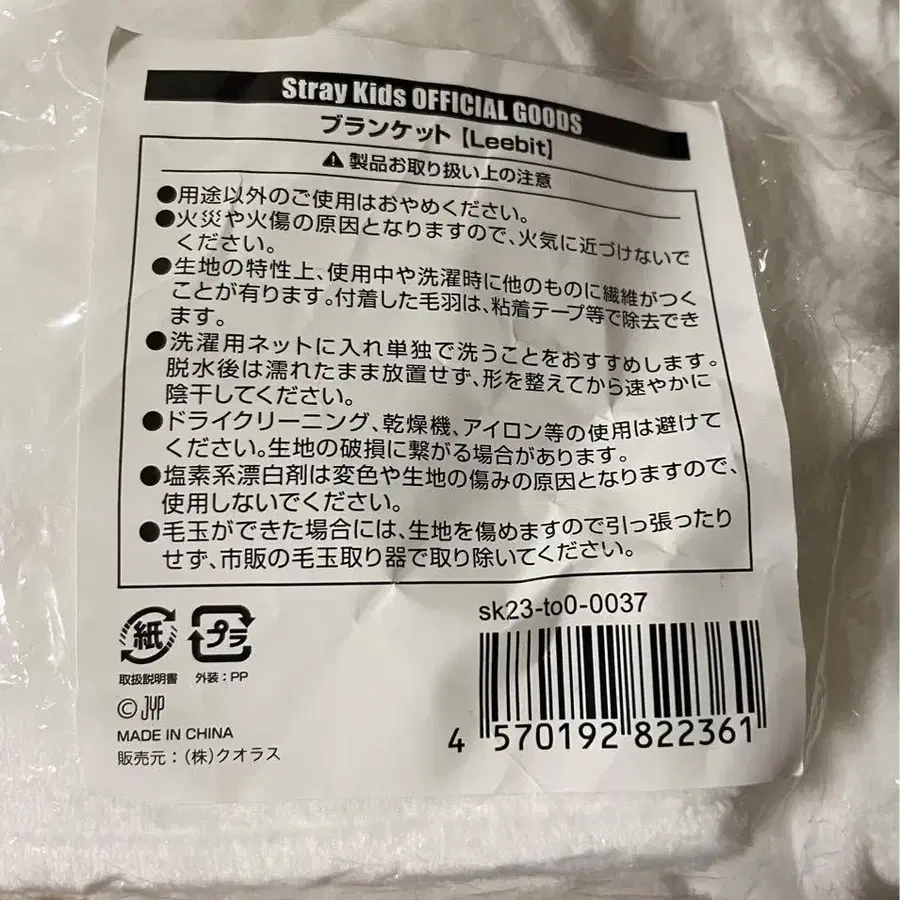 Stray Kids OFFICIAL GOODS
ブランケット【Leebit】
⚠製品お取り扱い上の注意
●用途以外のご使用はおやめください。
●火災や火傷の原因となりますので、火気に近づけないで
ください。
●生地の特性上、使用中や洗濯時に他のものに繊維がつく
ことが有ります。付着した毛羽は、粘着テープ等で除去でき
ます。
●洗濯用ネットに入れ単独で洗うことをおすすめします。
脱水後は濡れたまま放置せず、形を整えてから速やかに
陰干してください。
●ドライクリーニング、乾燥機、アイロン等の使用は避けて
ください。生地の破損に繋がる場合があります。
●塩素系漂白剤は変色や生地の傷みの原因となりますので、
使用しないでください。
●毛玉ができた場合には、生地を傷めますので引っ張ったり
せず、市販の毛玉取り器で取り除いてください。
紙 プラ
取扱説明書 外装：PP
© JYP
MADE IN CHINA
販売元：(株)クオラス
sk23-to0-0037
4 570192 822361